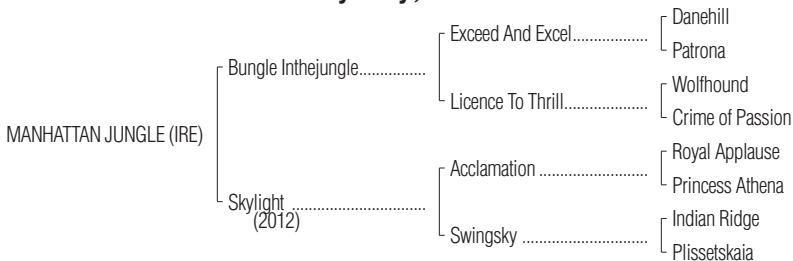 Danehill
Exceed And Excel..................
Patrona
Bungle Inthejungle................
Wolfhound
Licence To Thrill....................
Crime of Passion
MANHATTAN JUNGLE (IRE)
Royal Applause
Acclamation .........................
Princess Athena
Skylight ................................
(2012)
Indian Ridge
Swingsky .............................
Plissetskaia